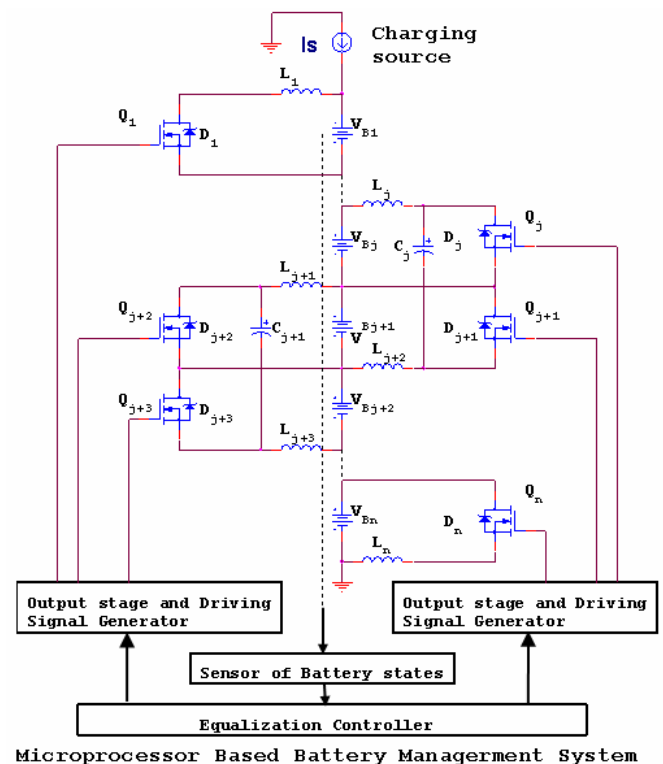 Is
Charging
source
L1
Q1
D1
VB1
Lj
Qj
Dj
Cj
VBj
Lj+1
Qj+2
Dj+2
Cj+1
Bj+1
V
Dj+1
Qj+1
Lj+2
Qj+3
Dj+3
VBj+2
Lj+3
Qn
VBn
Dn
Ln
Output stage and Driving
Signal Generator
Output stage and Driving
Signal Generator
Sensor of Battery states
Equalization Controller
Microprocessor Based Battery Managerment System